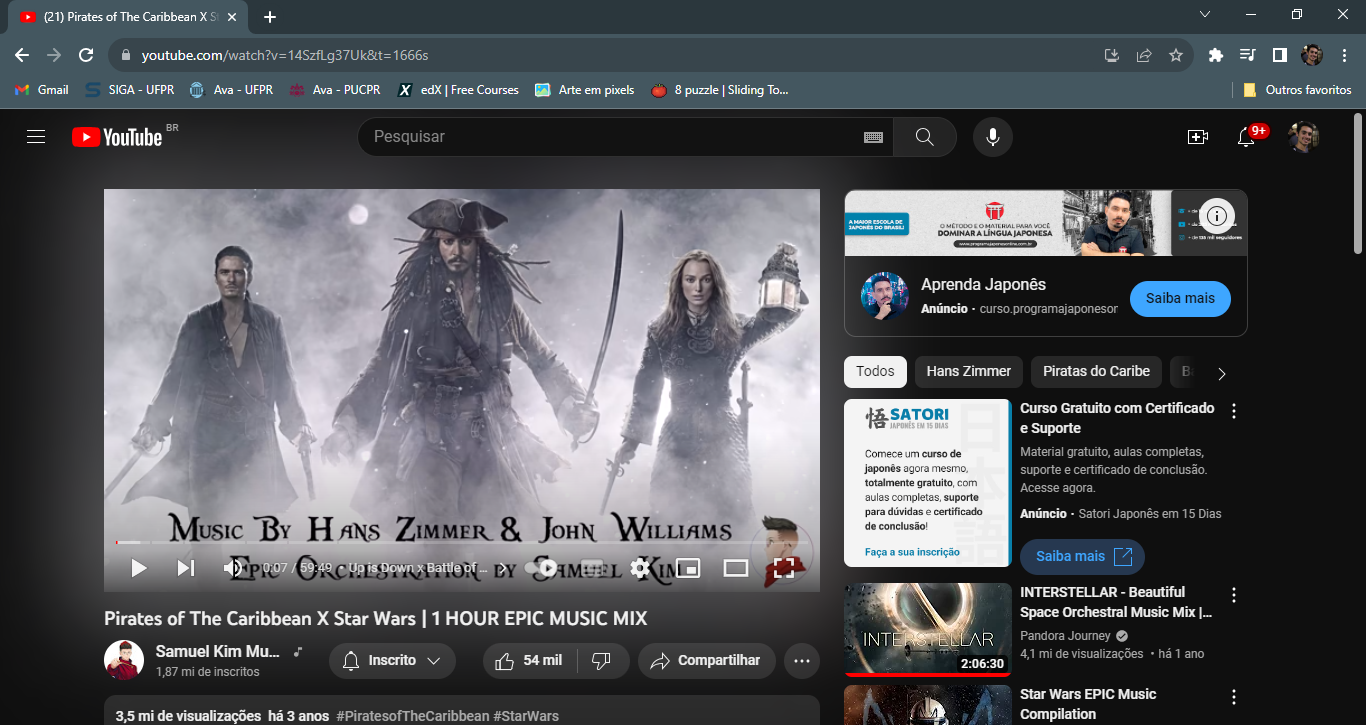 (21) Pirates of The Caribbean X St
youtube.com/watch?v=14SzfLg37Uk&t=1666s
Gmail
SIGA - UFPR
Ava - UFPR
Ava - PUCPR
edX | Free Courses
Arte em pixels
8 puzzle | Sliding To...
Outros favoritos
YouTube BR
Pesquisar
9+
MUSIC BY HANS ZIMMER & JOHN WILLIAMS
EPIC ORCHESTRATION BY SAMUEL KIM
0:07 / 59:49 • Up is Down x Battle of ...
Pirates of The Caribbean X Star Wars | 1 HOUR EPIC MUSIC MIX
Samuel Kim Mu...
1,87 mi de inscritos
Inscrito
54 mil
Compartilhar
3,5 mi de visualizações há 3 anos #PiratesofTheCaribbean #StarWars
A MAIOR ESCOLA DE
JAPONÊS DO BRASIL!
O MÉTODO E O MATERIAL PARA VOCÊ
DOMINAR A LÍNGUA JAPONESA
www.programajaponesonline.com.br
Aprenda Japonês
Anúncio • curso.programajaponesor
Saiba mais
Todos
Hans Zimmer
Piratas do Caribe
悟 SATORI
JAPONÊS EM 15 DIAS
日本語
Comece um curso de
japonês agora mesmo,
totalmente gratuito, com
aulas completas, suporte
para dúvidas e certificado
de conclusão!
Faça a sua inscrição
Curso Gratuito com Certificado
e Suporte
Material gratuito, aulas completas,
suporte e certificado de conclusão.
Acesse agora.
Anúncio • Satori Japonês em 15 Dias
Saiba mais
INTERSTELLAR
2:06:30
INTERSTELLAR - Beautiful
Space Orchestral Music Mix |...
Pandora Journey
4,1 mi de visualizações • há 1 ano
Star Wars EPIC Music
Compilation